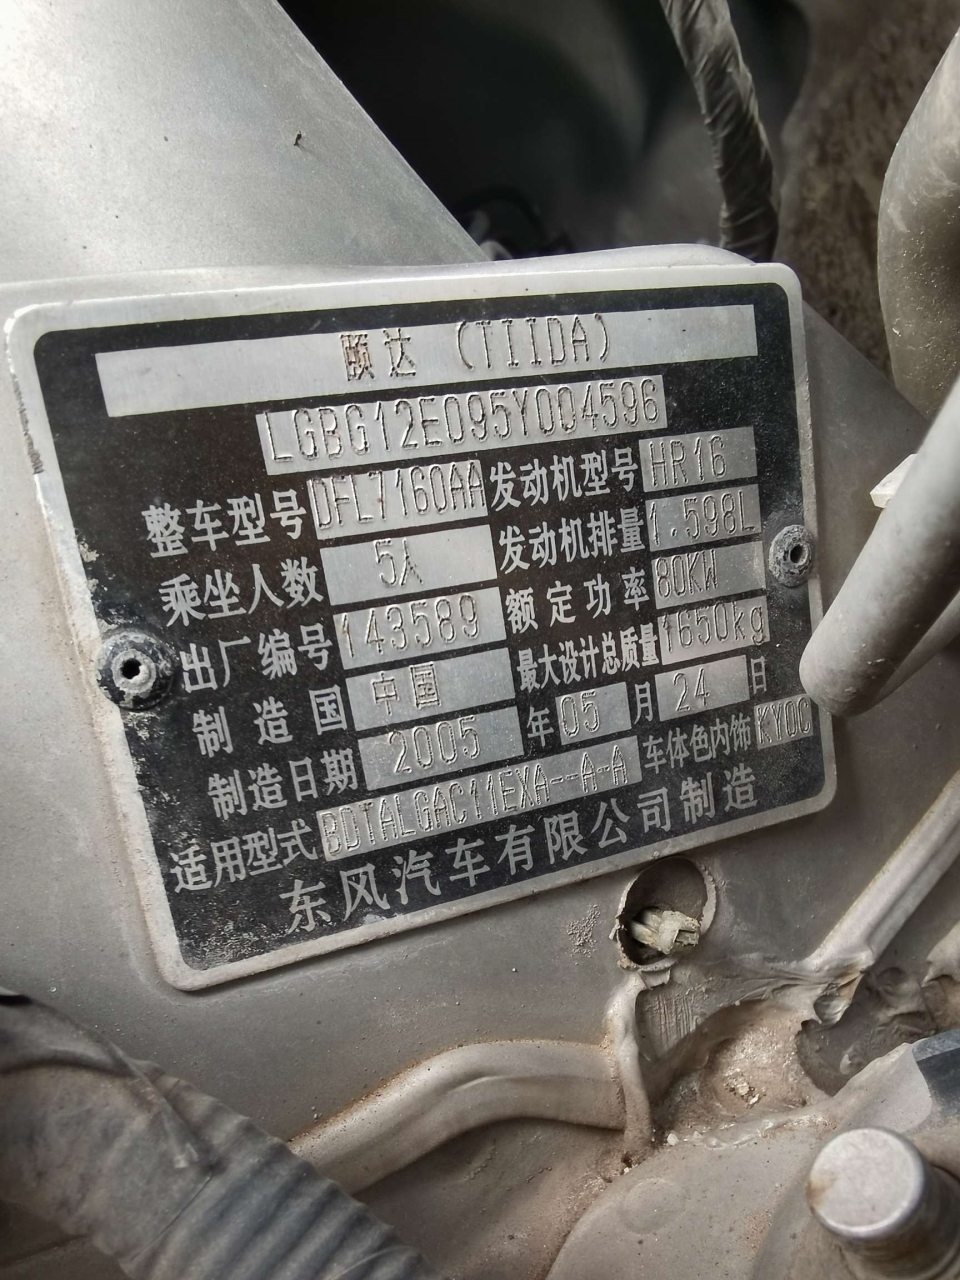 颐达 (TIIDA)
LGBG12E095Y004596
整车型号 DFL7160AA 发动机型号 HR16
乘坐人数 5人 发动机排量 1.598L
出厂编号 143589 额定功率 80KW
制造国 中国 最大设计总质量 1650kg
制造日期 2005 年 05 月 24 日
适用型式 BDTALGAC11EXA--A-A 车体色内饰 KY0C
东风汽车有限公司制造